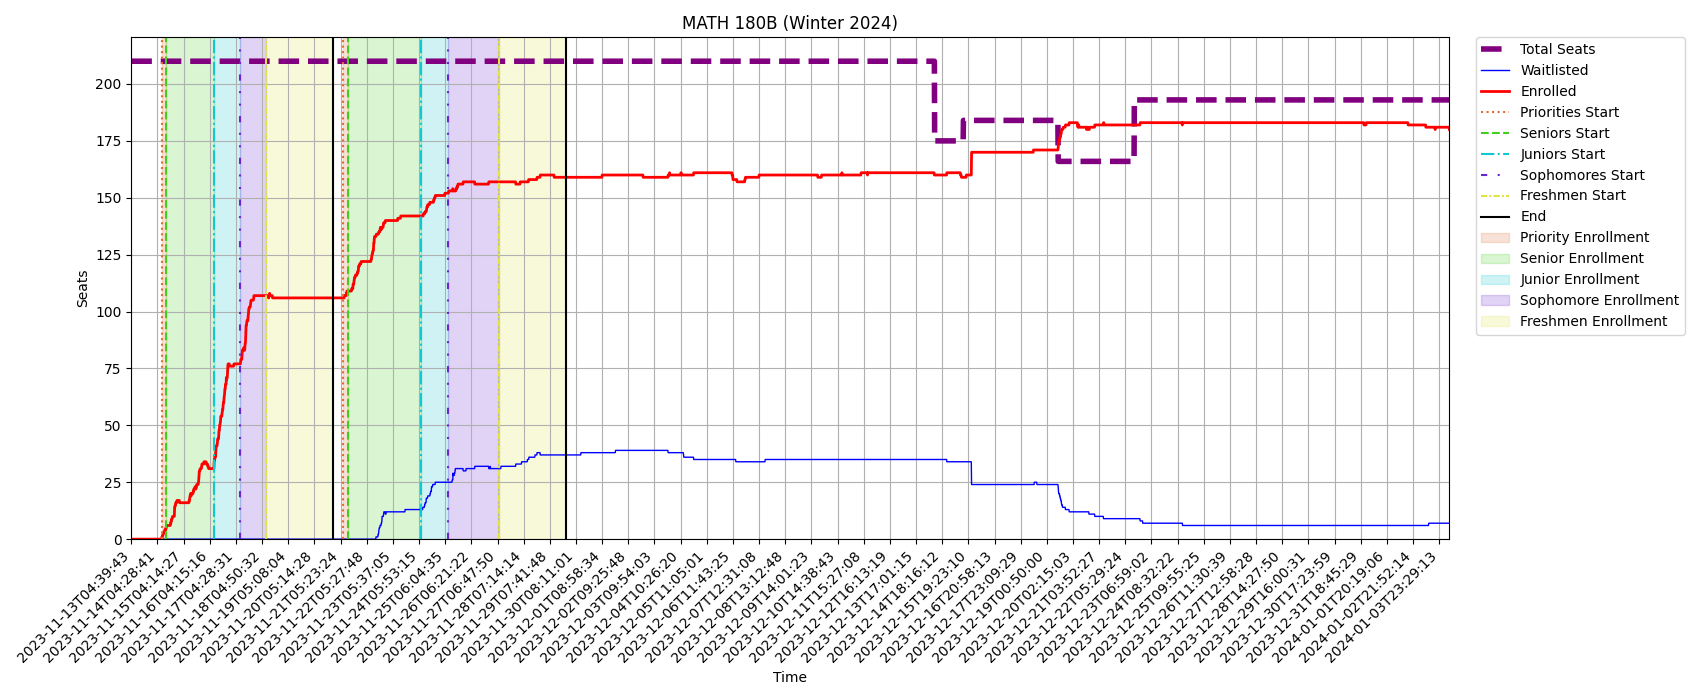 MATH 180B (Winter 2024)
Seats
200
175
150
125
100
75
50
25
0
2023-11-13T04:39:43
2023-11-14T04:28:41
2023-11-15T04:14:27
2023-11-16T04:15:16
2023-11-17T04:28:31
2023-11-18T04:50:32
2023-11-19T05:08:04
2023-11-20T05:14:28
2023-11-21T05:23:24
2023-11-22T05:27:48
2023-11-23T05:37:05
2023-11-24T05:53:15
2023-11-26T06:04:35
2023-11-26T06:21:22
2023-11-27T06:47:50
2023-11-28T07:14:14
2023-11-29T07:41:48
2023-11-30T08:11:01
2023-12-01T08:58:34
2023-12-02T09:25:48
2023-12-03T09:54:03
2023-12-04T10:26:20
2023-12-05T11:05:01
2023-12-06T11:43:25
2023-12-07T12:31:08
2023-12-08T13:12:48
2023-12-09T14:01:23
2023-12-10T14:38:43
2023-12-11T15:27:08
2023-12-12T16:13:19
2023-12-13T17:01:15
2023-12-14T18:16:12
2023-12-15T19:23:10
2023-12-16T20:58:13
2023-12-17T23:09:29
2023-12-19T00:50:00
2023-12-20T02:15:03
2023-12-21T03:52:27
2023-12-22T05:29:24
2023-12-23T06:59:02
2023-12-24T08:32:22
2023-12-25T09:55:25
2023-12-26T11:30:39
2023-12-27T12:58:28
2023-12-28T14:27:50
2023-12-29T16:00:31
2023-12-30T17:23:59
2023-12-31T18:45:29
2024-01-01T20:19:06
2024-01-02T21:52:14
2024-01-03T23:29:13
Time
Total Seats
Waitlisted
Enrolled
Priorities Start
Seniors Start
Juniors Start
Sophomores Start
Freshmen Start
End
Priority Enrollment
Senior Enrollment
Junior Enrollment
Sophomore Enrollment
Freshmen Enrollment